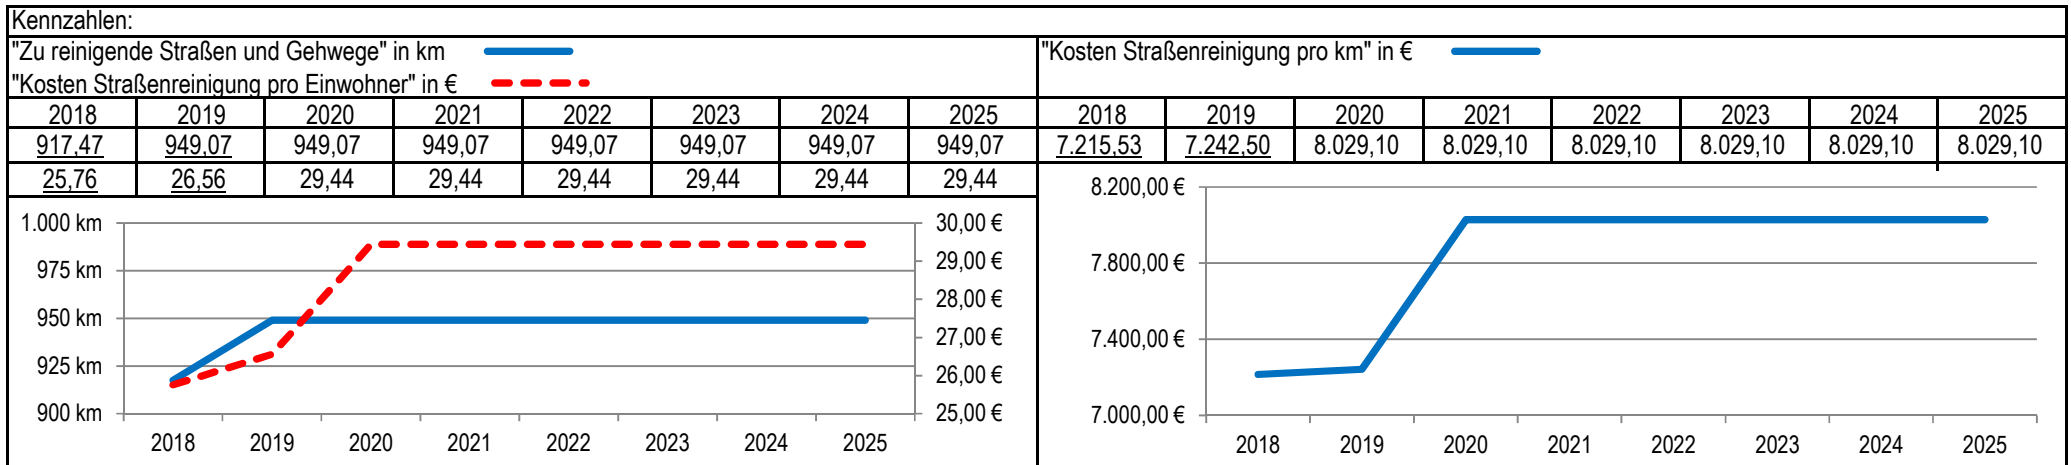 Kennzahlen:
"Zu reinigende Straßen und Gehwege" in km
"Kosten Straßenreinigung pro Einwohner" in €
2018 2019 2020 2021 2022 2023 2024 2025
917,47 949,07 949,07 949,07 949,07 949,07 949,07 949,07
25,76 26,56 29,44 29,44 29,44 29,44 29,44 29,44
1.000 km 30,00 €
975 km 29,00 €
950 km 28,00 €
925 km 27,00 €
900 km 26,00 €
25,00 €
2018 2019 2020 2021 2022 2023 2024 2025
"Kosten Straßenreinigung pro km" in €
2018 2019 2020 2021 2022 2023 2024 2025
7.215,53 7.242,50 8.029,10 8.029,10 8.029,10 8.029,10 8.029,10 8.029,10
8.200,00 €
7.800,00 €
7.400,00 €
7.000,00 €
2018 2019 2020 2021 2022 2023 2024 2025